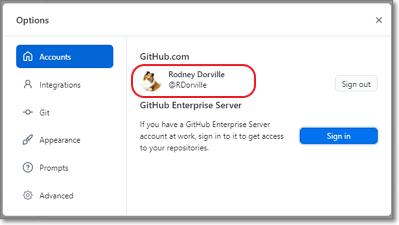 Options
Accounts
Integrations
Git
Appearance
Prompts
Advanced
GitHub.com
Rodney Dorville
@RDorville
Sign out
GitHub Enterprise Server
If you have a GitHub Enterprise Server
account at work, sign in to it to get access
to your repositories.
Sign in